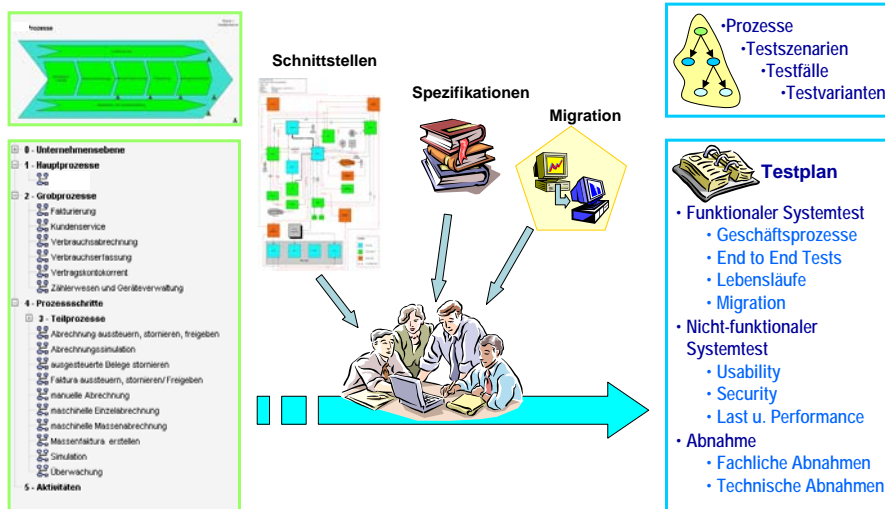 Prozesse
0 - Unternehmensebene
1 - Hauptprozesse
2 - Grobprozesse
Fakturierung
Kundenservice
Verbrauchsabrechnung
Verbrauchserfassung
Vertragskontokorrent
Zählerwesen und Geräteverwaltung
4 - Prozessschritte
3 - Teilprozesse
Abrechnung aussteuern, stornieren, freigeben
Abrechnungssimulation
ausgesteuerte Belege stornieren
Faktura aussteuern, stornieren/ Freigeben
manuelle Abrechnung
maschinelle Einzelabrechnung
maschinelle Massenabrechnung
Massenfaktura erstellen
Simulation
Überwachung
5 - Aktivitäten
Schnittstellen
Spezifikationen
Migration
•Prozesse
•Testszenarien
•Testfälle
•Testvarianten
Testplan
• Funktionaler Systemtest
• Geschäftsprozesse
• End to End Tests
• Lebensläufe
• Migration
• Nicht-funktionaler
Systemtest
• Usability
• Security
• Last u. Performance
• Abnahme
• Fachliche Abnahmen
• Technische Abnahmen